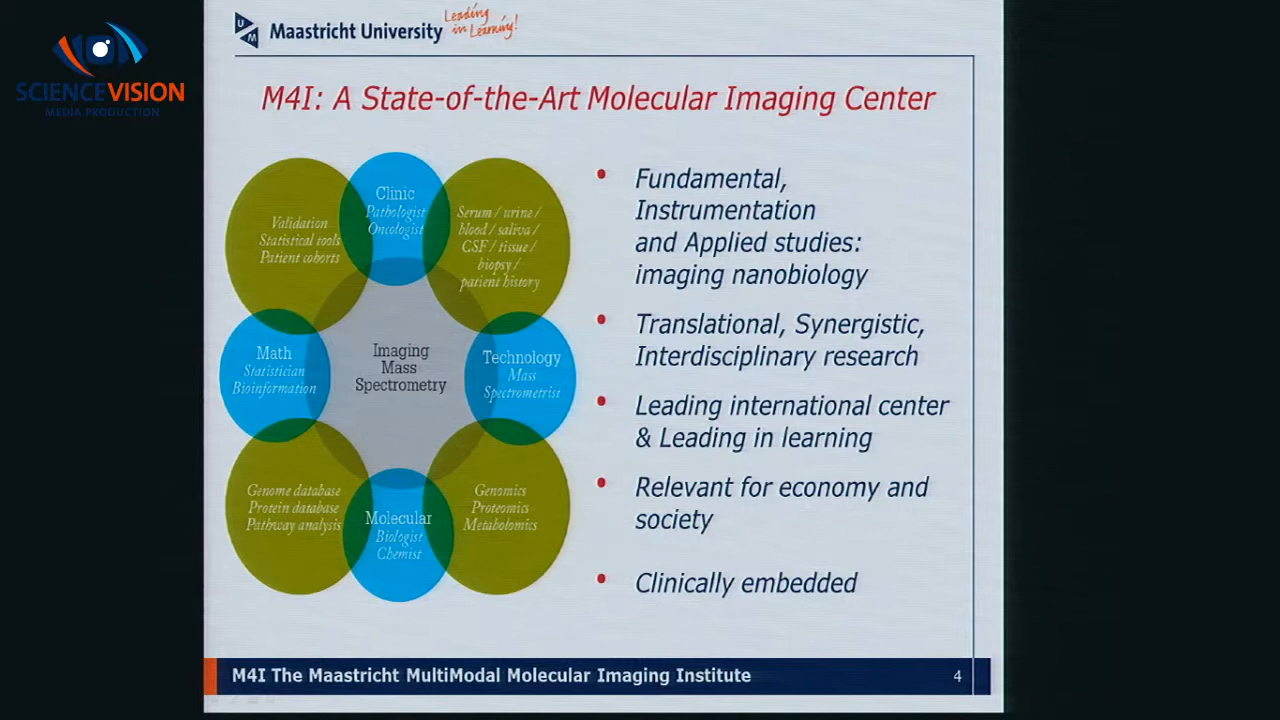 SCIENCEVISION
MEDIA PRODUCTION
UM
Maastricht University
Leading
in Learning!
M4I: A State-of-the-Art Molecular Imaging Center
Validation
Statistical tools
Patient cohorts
Clinic
Pathologist
Oncologist
Serum / urine /
blood / saliva /
CSF / tissue /
biopsy /
patient history
Math
Statistician
Bioinformation
Imaging
Mass
Spectrometry
Technology
Mass
Spectrometrist
Genome database
Protein database
Pathway analysis
Molecular
Biologist
Chemist
Genomics
Proteomics
Metabolomics
• Fundamental,
Instrumentation
and Applied studies:
imaging nanobiology
• Translational, Synergistic,
Interdisciplinary research
• Leading international center
& Leading in learning
• Relevant for economy and
society
• Clinically embedded
M4I The Maastricht MultiModal Molecular Imaging Institute
4